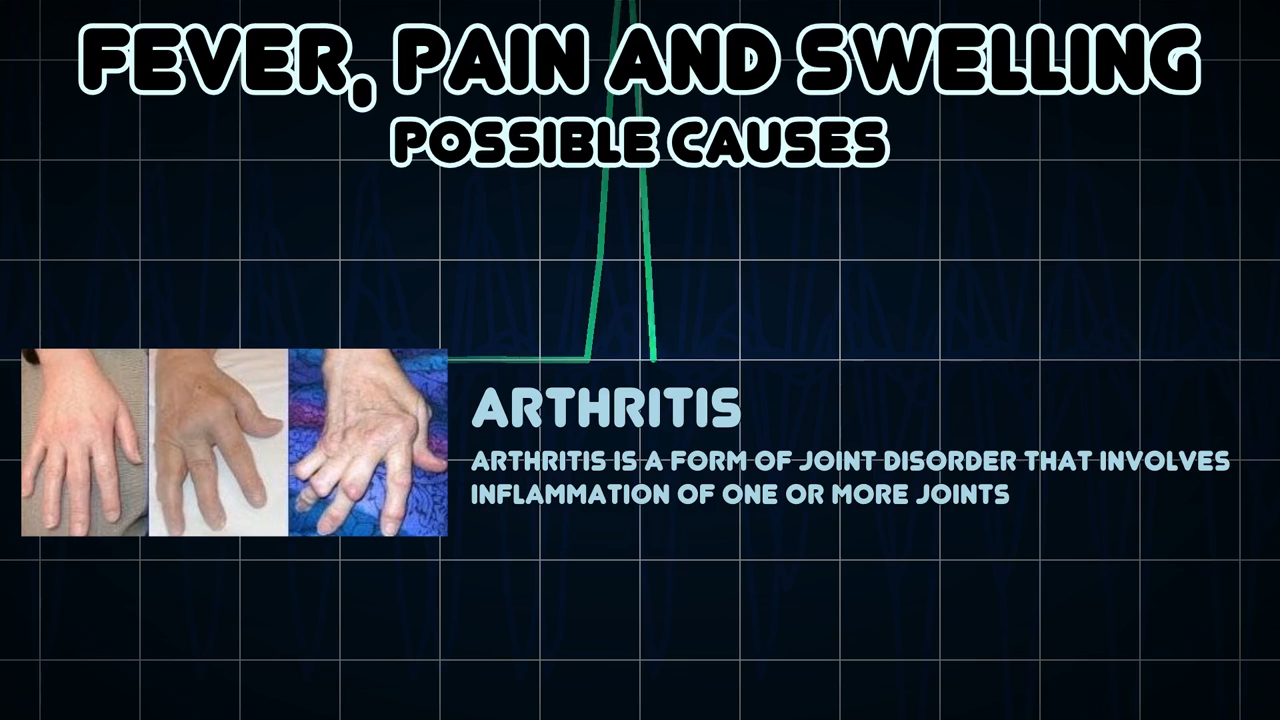 FEVER, PAIN AND SWELLING
POSSIBLE CAUSES
ARTHRITIS
ARTHRITIS IS A FORM OF JOINT DISORDER THAT INVOLVES
INFLAMMATION OF ONE OR MORE JOINTS